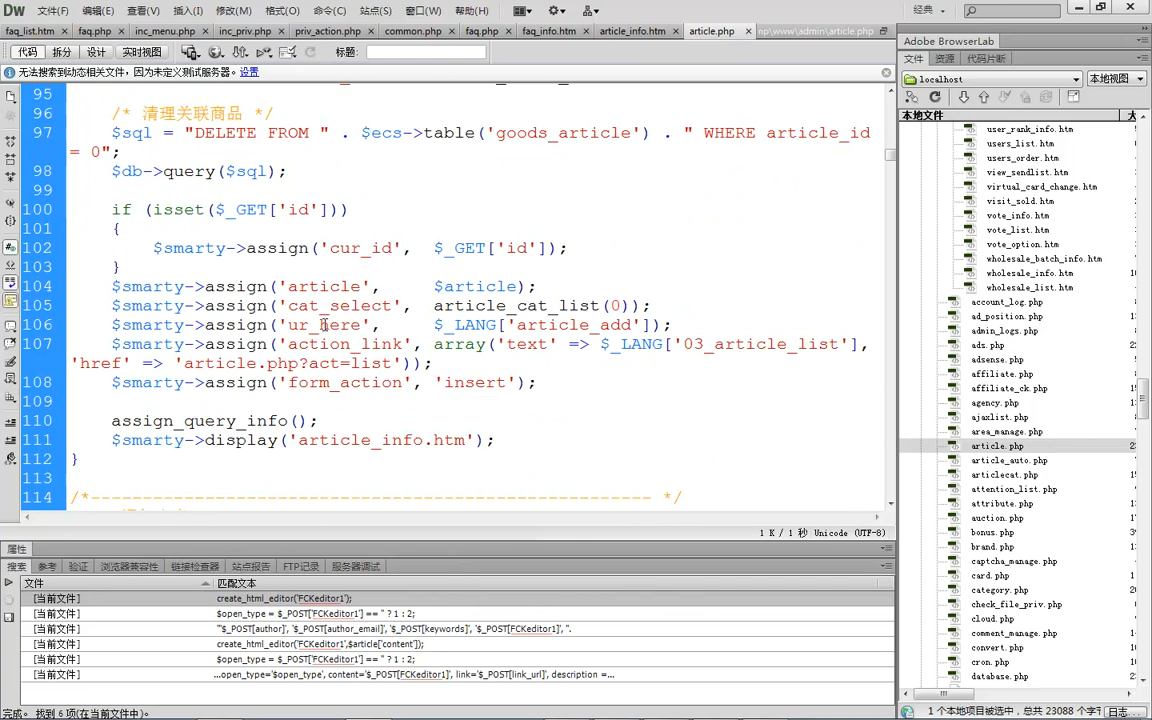 Dw 文件(F) 编辑(E) 查看(V) 插入(I) 修改(M) 格式(O) 命令(C) 站点(S) 窗口(W) 帮助(H) 经典
faq_list.htm faq.php inc_menu.php inc_priv.php priv_action.php common.php faq.php faq_info.htm article_info.htm article.php np\www\admin\article.php
代码 拆分 设计 实时视图 标题:
无法搜索到动态相关文件，因为未定义测试服务器。设置
95
96 /* 清理关联商品 */
97 $sql = "DELETE FROM " . $ecs->table('goods_article') . " WHERE article_id
= 0";
98 $db->query($sql);
99
100 if (isset($_GET['id']))
101 {
102 $smarty->assign('cur_id', $_GET['id']);
103 }
104 $smarty->assign('article', $article);
105 $smarty->assign('cat_select', article_cat_list(0));
106 $smarty->assign('ur_here', $_LANG['article_add']);
107 $smarty->assign('action_link', array('text' => $_LANG['03_article_list'],
'href' => 'article.php?act=list'));
108 $smarty->assign('form_action', 'insert');
109
110 assign_query_info();
111 $smarty->display('article_info.htm');
112 }
113
114 /*------------------------------------------------------ */
1 K / 1 秒 Unicode (UTF-8)
属性
搜索 参考 验证 浏览器兼容性 链接检查器 站点报告 FTP记录 服务器调试
文件 匹配文本
[当前文件] create_html_editor('FCKeditor1');
[当前文件] $open_type = $_POST['FCKeditor1'] == '' ? 1 : 2;
[当前文件] "'$_POST[author]', '$_POST[author_email]', '$_POST[keywords]', '$_POST[FCKeditor1]', ".
[当前文件] create_html_editor('FCKeditor1',$article['content']);
[当前文件] $open_type = $_POST['FCKeditor1'] == '' ? 1 : 2;
[当前文件] ...open_type='$open_type', content='$_POST[FCKeditor1]', link='$_POST[link_url]', description =...
完成。 找到 6 项(在当前文件中)。
Adobe BrowserLab
文件 资源 代码片断
localhost 本地视图
本地文件
user_rank_info.htm
users_list.htm
users_order.htm
view_sendlist.htm
virtual_card_change.htm
visit_sold.htm
vote_info.htm
vote_list.htm
vote_option.htm
wholesale_batch_info.htm
wholesale_info.htm
wholesale_list.htm
account_log.php
ad_position.php
admin_logs.php
ads.php
adsense.php
affiliate.php
affiliate_ck.php
agency.php
ajaxlist.php
area_manage.php
article.php
article_auto.php
articlecat.php
attention_list.php
attribute.php
auction.php
bonus.php
brand.php
captcha_manage.php
card.php
category.php
check_file_priv.php
cloud.php
comment_manage.php
convert.php
cron.php
database.php
1 个本地项目被选中，总共 23088 个字 日志...